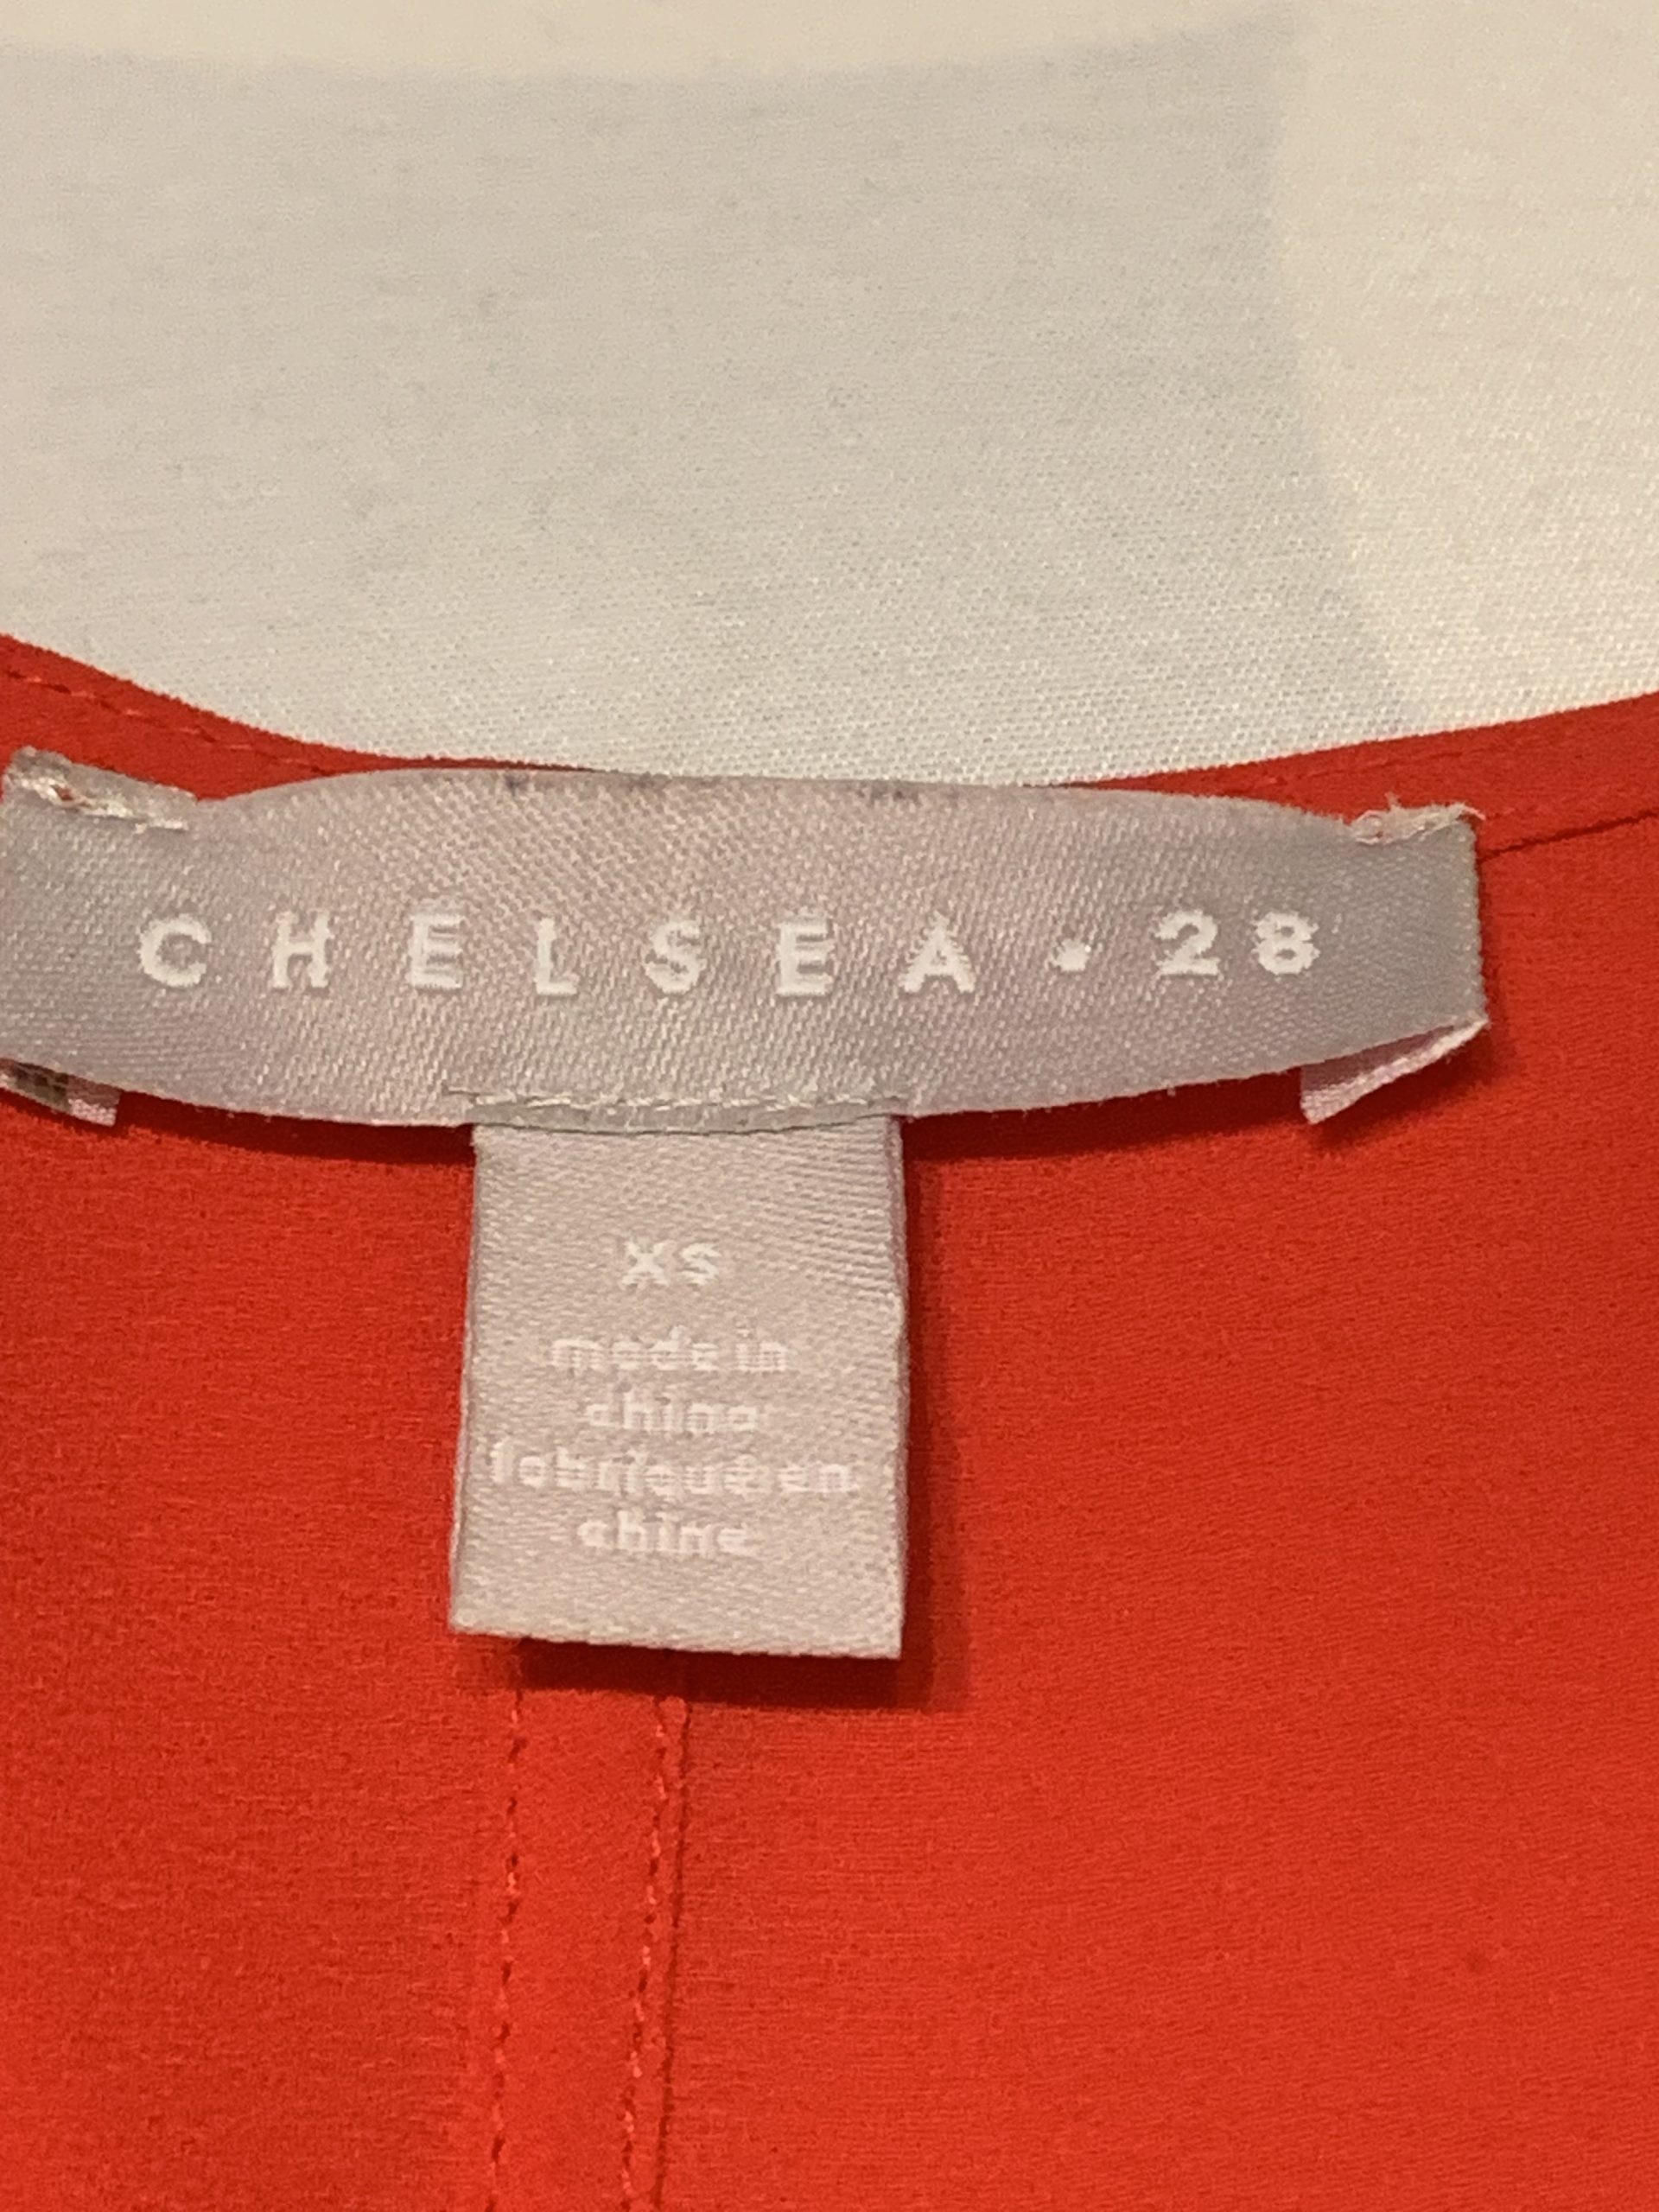 CHELSEA • 28
XS
made in
china
fabriqué en
chine